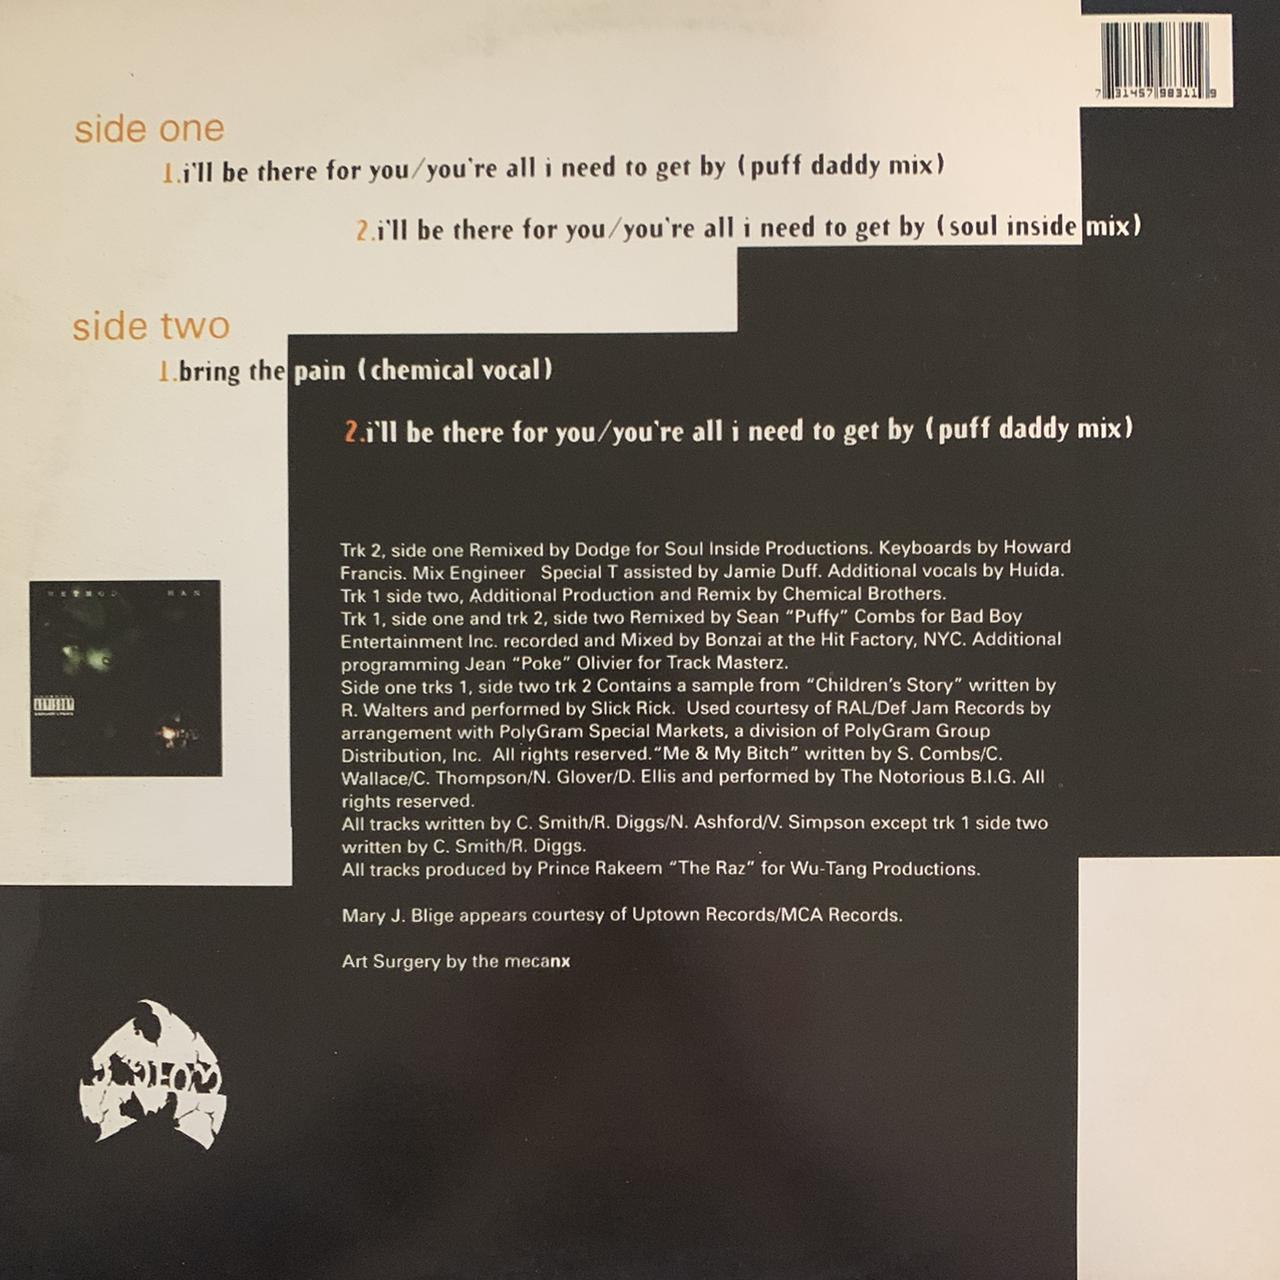 7 31457 98311 9
side one
1.i'll be there for you/you're all i need to get by (puff daddy mix)
2.i'll be there for you/you're all i need to get by (soul inside mix)
side two
1.bring the pain (chemical vocal)
2.i'll be there for you/you're all i need to get by (puff daddy mix)
Trk 2, side one Remixed by Dodge for Soul Inside Productions. Keyboards by Howard
Francis. Mix Engineer Special T assisted by Jamie Duff. Additional vocals by Huida.
Trk 1 side two, Additional Production and Remix by Chemical Brothers.
Trk 1, side one and trk 2, side two Remixed by Sean “Puffy” Combs for Bad Boy
Entertainment Inc. recorded and Mixed by Bonzai at the Hit Factory, NYC. Additional
programming Jean “Poke” Olivier for Track Masterz.
Side one trks 1, side two trk 2 Contains a sample from “Children’s Story” written by
R. Walters and performed by Slick Rick. Used courtesy of RAL/Def Jam Records by
arrangement with PolyGram Special Markets, a division of PolyGram Group
Distribution, Inc. All rights reserved.“Me & My Bitch” written by S. Combs/C.
Wallace/C. Thompson/N. Glover/D. Ellis and performed by The Notorious B.I.G. All
rights reserved.
All tracks written by C. Smith/R. Diggs/N. Ashford/V. Simpson except trk 1 side two
written by C. Smith/R. Diggs.
All tracks produced by Prince Rakeem “The Raz” for Wu-Tang Productions.
Mary J. Blige appears courtesy of Uptown Records/MCA Records.
Art Surgery by the mecanx
METHOD MAN
ADVISORY